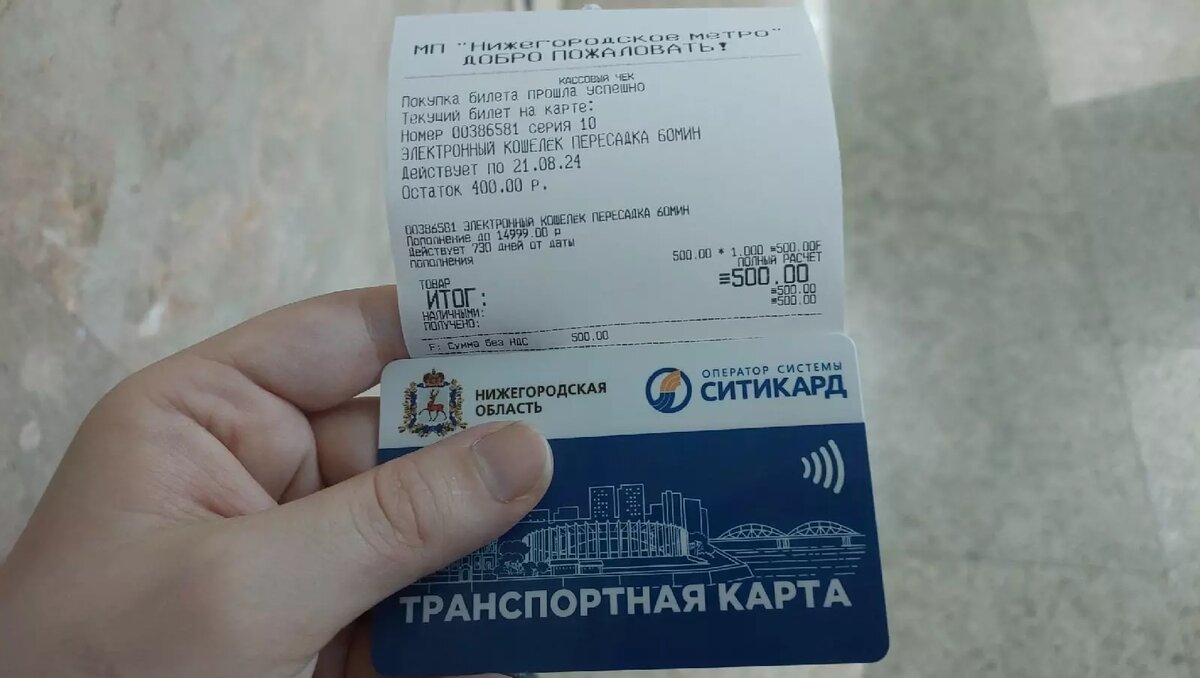 МП "Нижегородское метро"
ДОБРО ПОЖАЛОВАТЬ!
КАССОВЫЙ ЧЕК
Покупка билета прошла успешно
Текущий билет на карте:
Номер 00386581 серия 10
ЭЛЕКТРОННЫЙ КОШЕЛЕК ПЕРЕСАДКА 60МИН
Действует по 21.08.24
Остаток 400.00 р.
00386581 ЭЛЕКТРОННЫЙ КОШЕЛЕК ПЕРЕСАДКА 60МИН
Пополнение до 14999.00 р
Действует 730 дней от даты
пополнения
500.00 * 1.000 =500.00F
ПОЛНЫЙ РАСЧЕТ
ТОВАР
ИТОГ: =500.00
НАЛИЧНЫМИ: =500.00
ПОЛУЧЕНО: =500.00
F: Сумма без НДС 500.00
НИЖЕГОРОДСКАЯ
ОБЛАСТЬ
ОПЕРАТОР СИСТЕМЫ
СИТИКАРД
ТРАНСПОРТНАЯ КАРТА